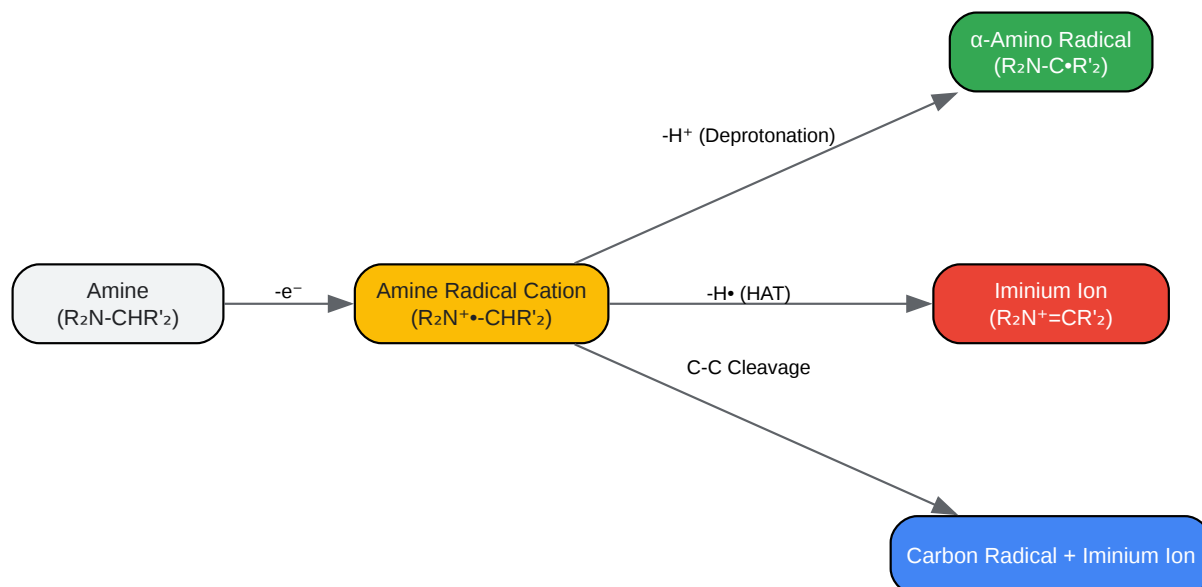 α-Amino Radical
(R₂N-C•R'₂)
-H⁺ (Deprotonation)
Amine
(R₂N-CHR'₂)
-e⁻
Amine Radical Cation
(R₂N⁺•-CHR'₂)
-H• (HAT)
Iminium Ion
(R₂N⁺=CR'₂)
C-C Cleavage
Carbon Radical + Iminium Ion